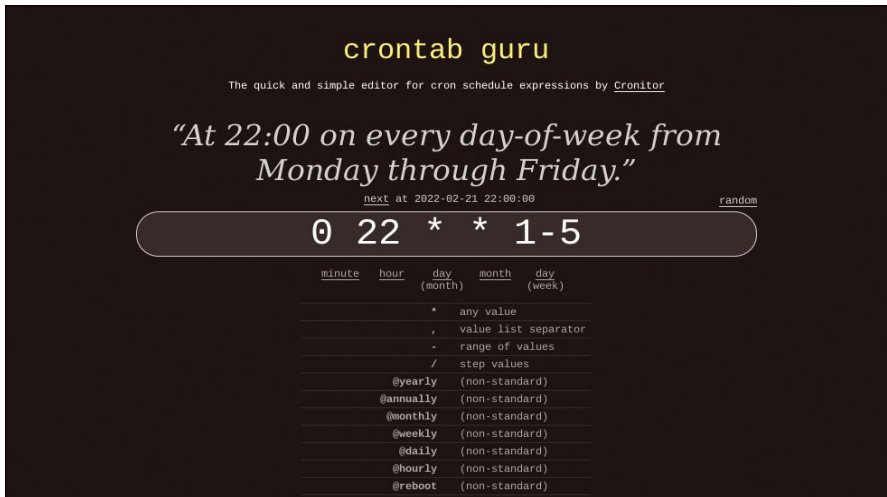 crontab guru
The quick and simple editor for cron schedule expressions by Cronitor
“At 22:00 on every day-of-week from
Monday through Friday.”
next at 2022-02-21 22:00:00
random
0 22 * * 1-5
minute hour day month day
(month) (week)
* any value
, value list separator
- range of values
/ step values
@yearly (non-standard)
@annually (non-standard)
@monthly (non-standard)
@weekly (non-standard)
@daily (non-standard)
@hourly (non-standard)
@reboot (non-standard)